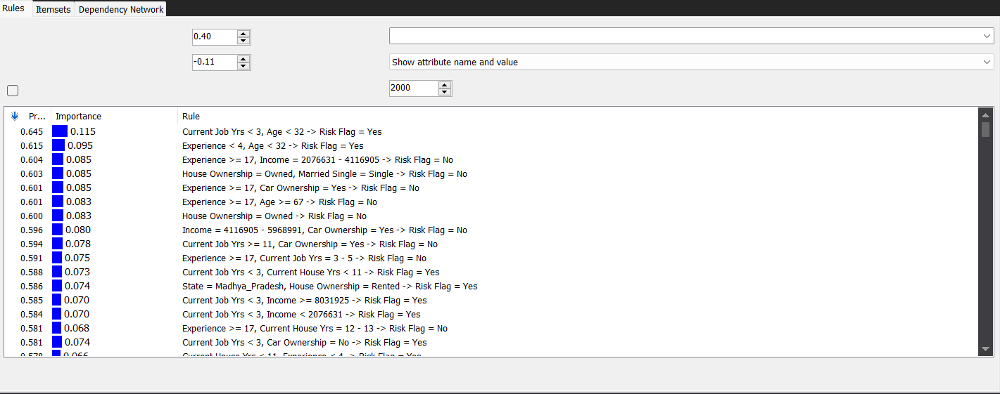 Rules Itemsets Dependency Network
0.40
-0.11 Show attribute name and value
2000
Pr... Importance Rule
0.645 0.115 Current Job Yrs < 3, Age < 32 -> Risk Flag = Yes
0.615 0.095 Experience < 4, Age < 32 -> Risk Flag = Yes
0.604 0.085 Experience >= 17, Income = 2076631 - 4116905 -> Risk Flag = No
0.603 0.085 House Ownership = Owned, Married Single = Single -> Risk Flag = No
0.601 0.085 Experience >= 17, Car Ownership = Yes -> Risk Flag = No
0.601 0.083 Experience >= 17, Age >= 67 -> Risk Flag = No
0.600 0.083 House Ownership = Owned -> Risk Flag = No
0.596 0.080 Income = 4116905 - 5968991, Car Ownership = Yes -> Risk Flag = No
0.594 0.078 Current Job Yrs >= 11, Car Ownership = Yes -> Risk Flag = No
0.591 0.075 Experience >= 17, Current Job Yrs = 3 - 5 -> Risk Flag = No
0.588 0.073 Current Job Yrs < 3, Current House Yrs < 11 -> Risk Flag = Yes
0.586 0.074 State = Madhya_Pradesh, House Ownership = Rented -> Risk Flag = Yes
0.585 0.070 Current Job Yrs < 3, Income >= 8031925 -> Risk Flag = Yes
0.584 0.070 Current Job Yrs < 3, Income < 2076631 -> Risk Flag = Yes
0.581 0.068 Experience >= 17, Current House Yrs = 12 - 13 -> Risk Flag = No
0.581 0.074 Current Job Yrs < 3, Car Ownership = No -> Risk Flag = Yes
0.578 0.066 Current House Yrs < 11, Experience < 4 -> Risk Flag = Yes